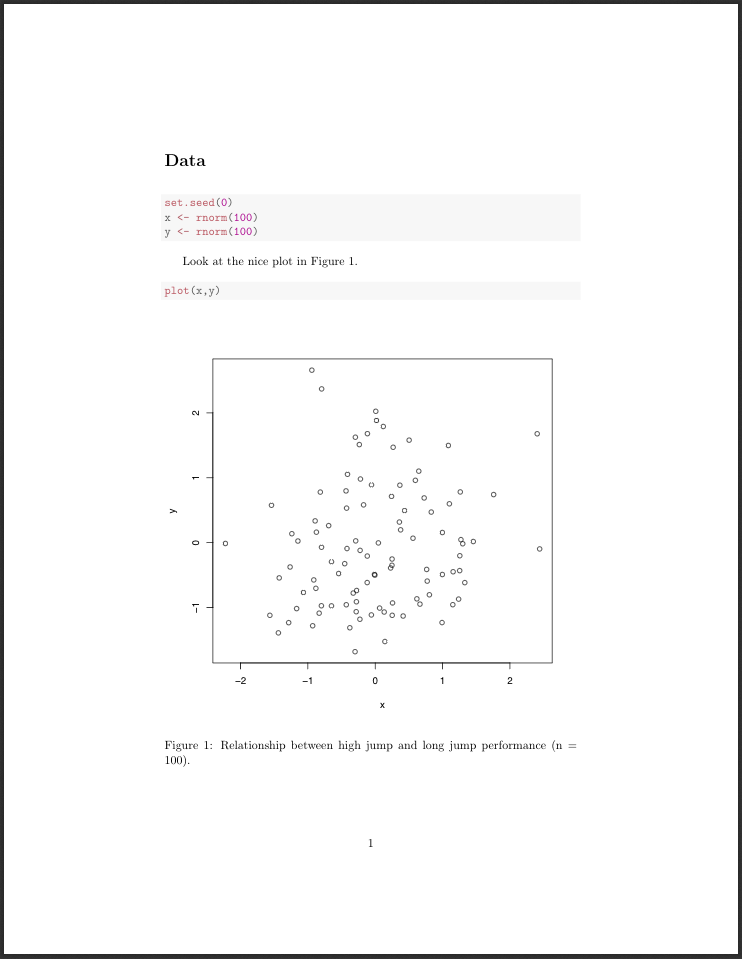 Data
set.seed(0)
x <- rnorm(100)
y <- rnorm(100)
Look at the nice plot in Figure 1.
plot(x,y)
2
1
0
−1
y
−2 −1 0 1 2
x
Figure 1: Relationship between high jump and long jump performance (n =
100).
1